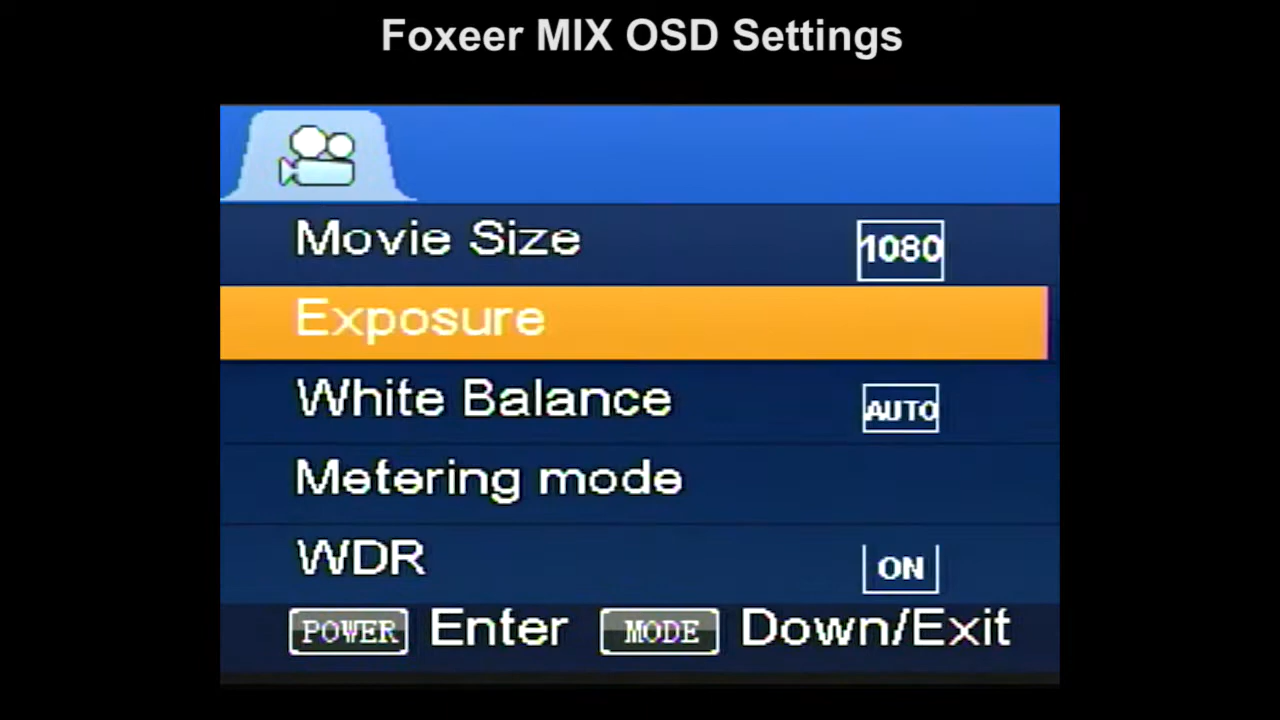 Foxeer MIX OSD Settings
Movie Size 1080
Exposure
White Balance AUTO
Metering mode
WDR ON
POWER Enter MODE Down/Exit